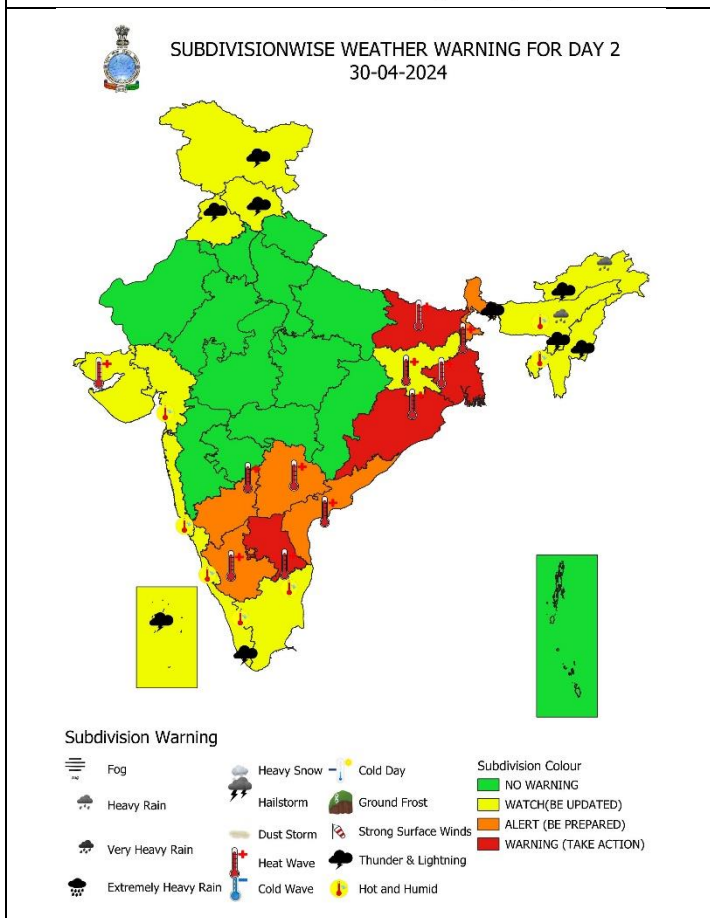 SUBDIVISIONWISE WEATHER WARNING FOR DAY 2
30-04-2024
Subdivision Warning
Fog
Heavy Rain
Very Heavy Rain
Extremely Heavy Rain
Heavy Snow
Hailstorm
Dust Storm
Heat Wave
Cold Wave
Cold Day
Ground Frost
Strong Surface Winds
Thunder & Lightning
Hot and Humid
Subdivision Colour
NO WARNING
WATCH(BE UPDATED)
ALERT (BE PREPARED)
WARNING (TAKE ACTION)